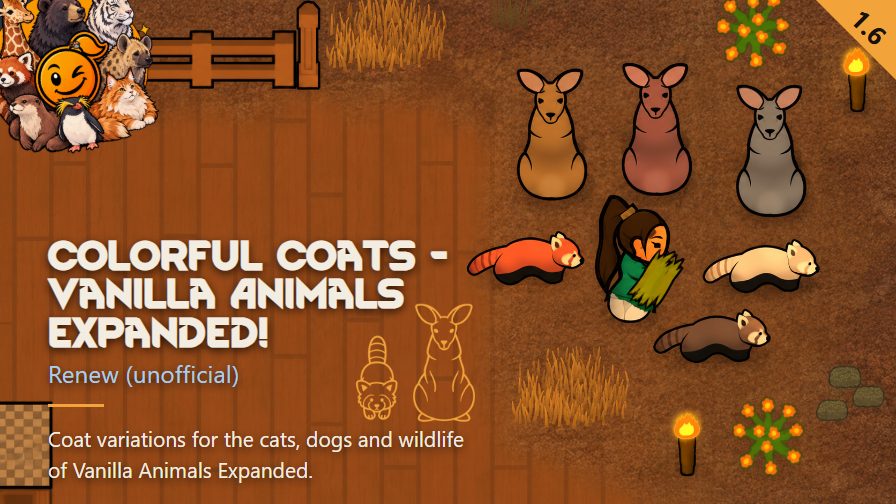 1.6
COLORFUL COATS -
VANILLA ANIMALS
EXPANDED!
Renew (unofficial)
Coat variations for the cats, dogs and wildlife
of Vanilla Animals Expanded.